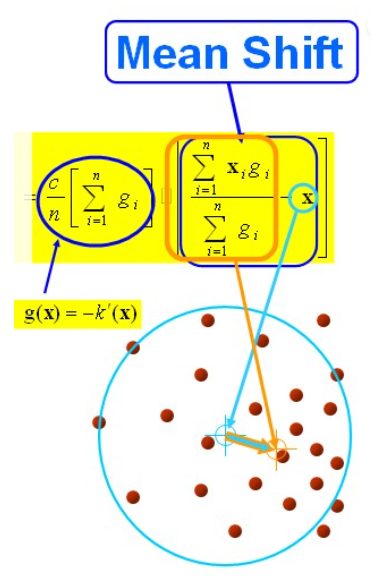 Mean Shift
= c/n [ ∑_{i=1}^{n} g_i ] [ ∑_{i=1}^{n} x_i g_i / ∑_{i=1}^{n} g_i − x ]
g(x) = −k′(x)